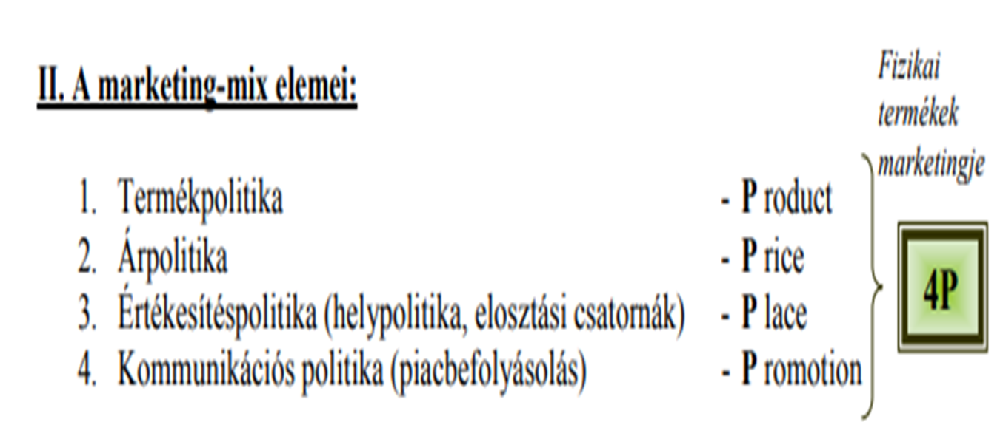 II. A marketing-mix elemei:
Fizikai
termékek
marketingje
1. Termékpolitika - P roduct
2. Árpolitika - P rice
3. Értékesítéspolitika (helypolitika, elosztási csatornák) - P lace
4. Kommunikációs politika (piacbefolyásolás) - P romotion
4P